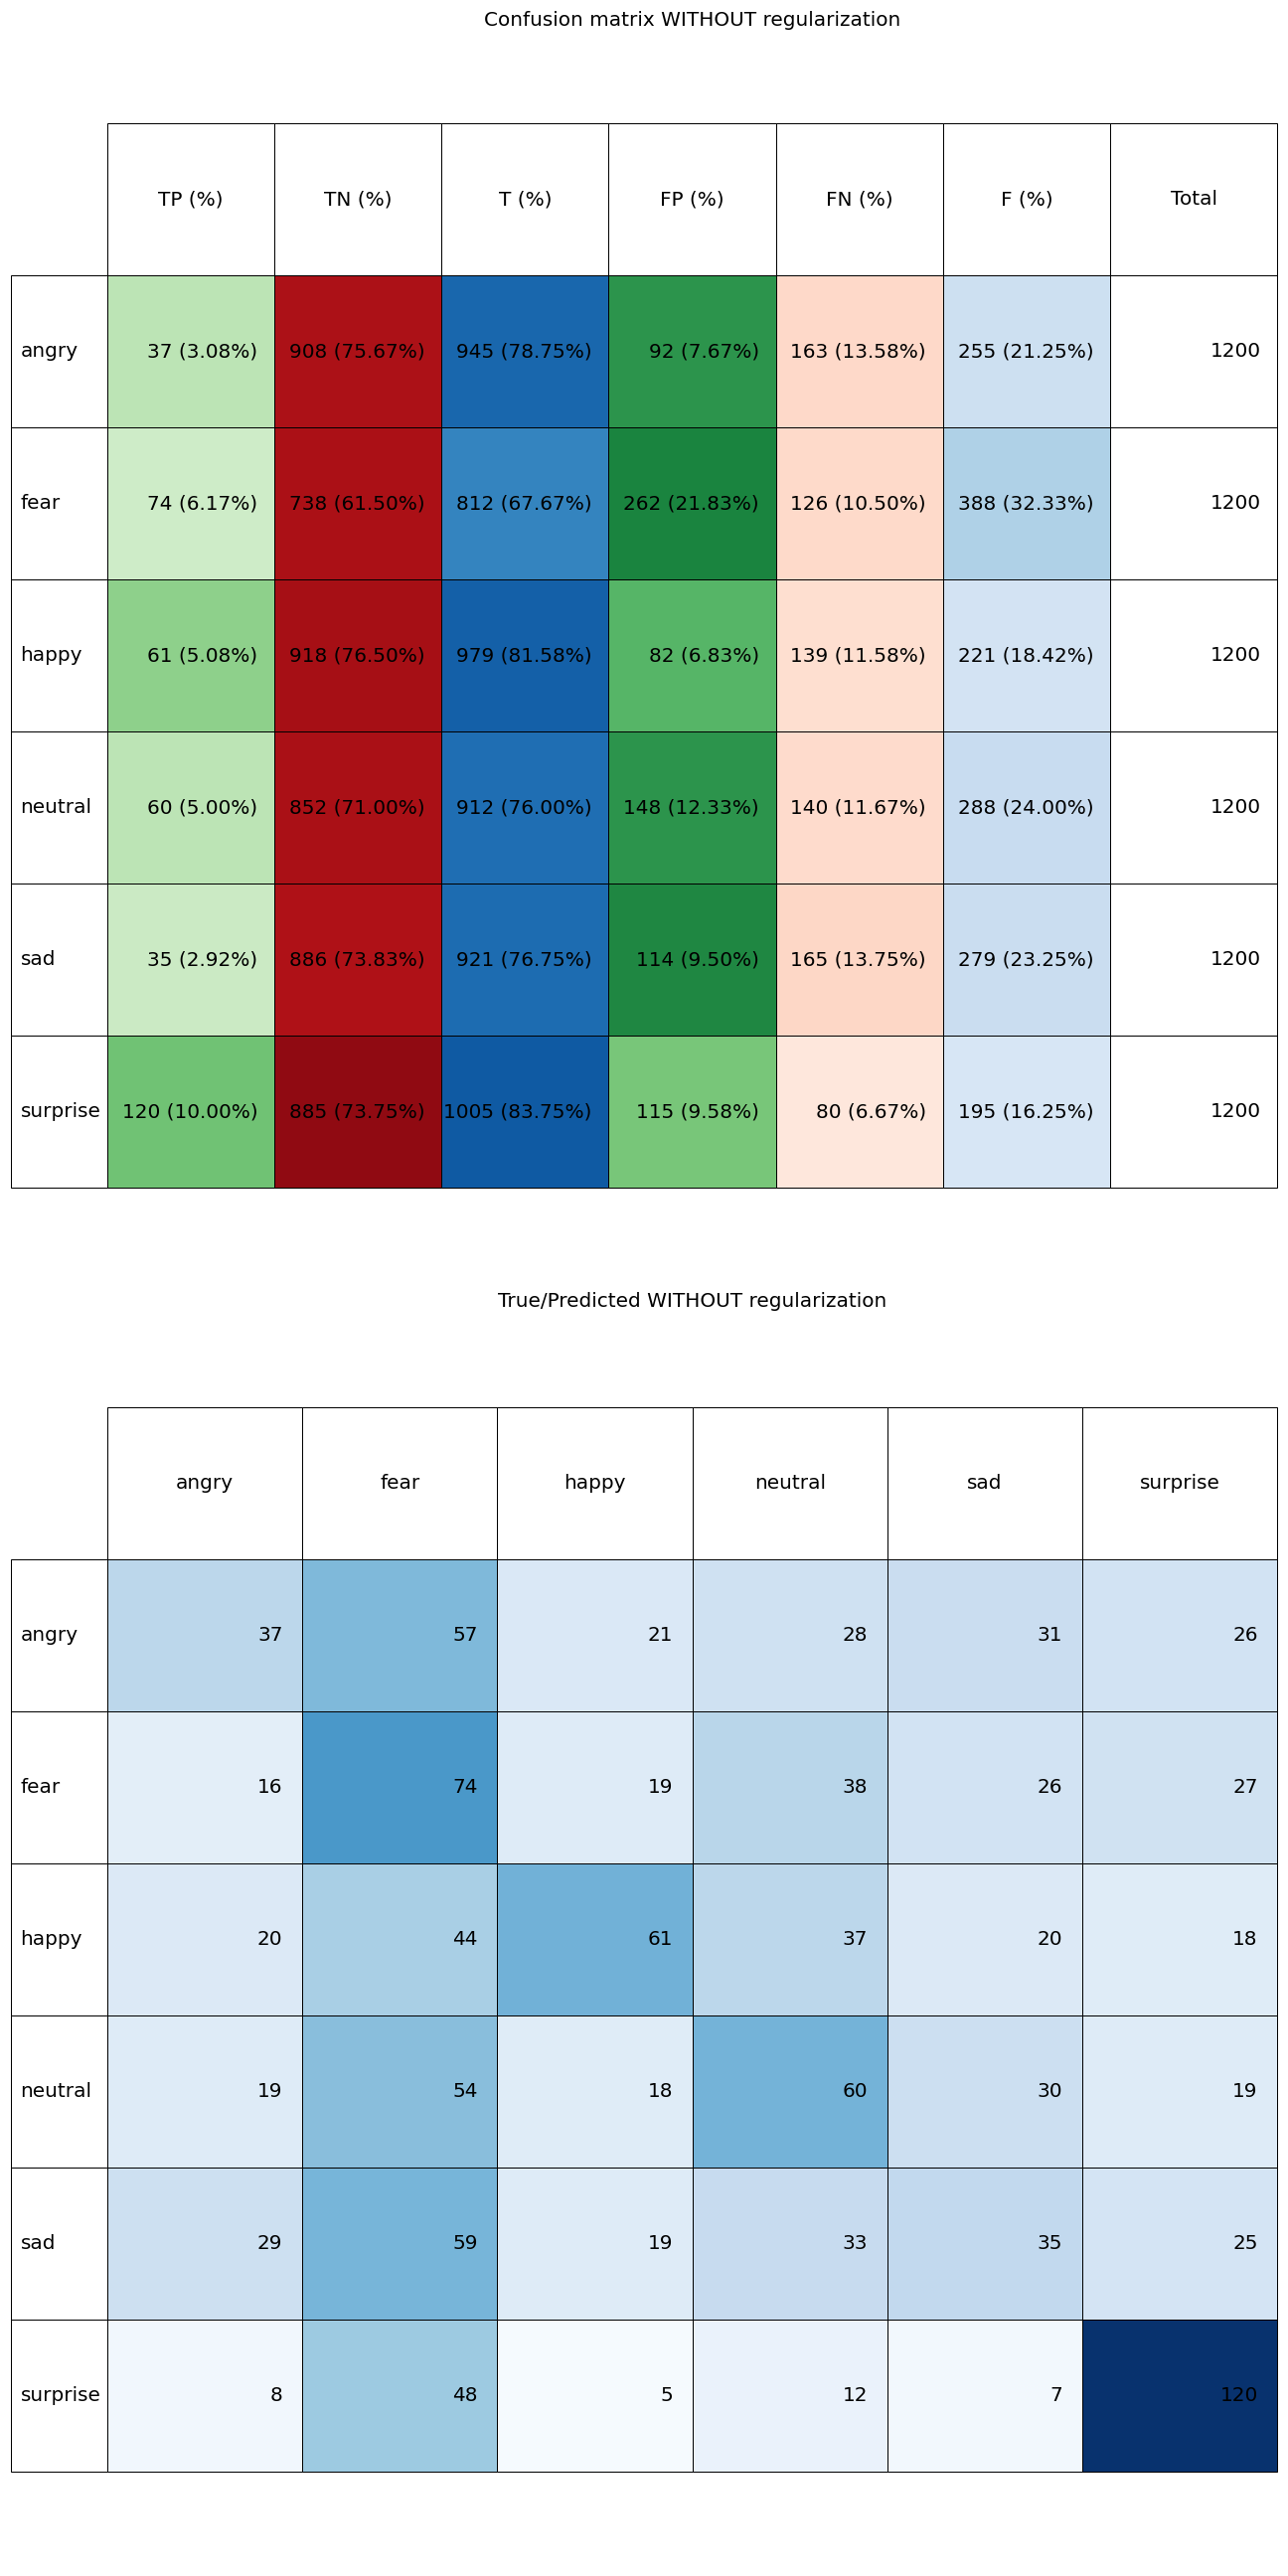 Confusion matrix WITHOUT regularization
TP (%) TN (%) T (%) FP (%) FN (%) F (%) Total
angry 37 (3.08%) 908 (75.67%) 945 (78.75%) 92 (7.67%) 163 (13.58%) 255 (21.25%) 1200
fear 74 (6.17%) 738 (61.50%) 812 (67.67%) 262 (21.83%) 126 (10.50%) 388 (32.33%) 1200
happy 61 (5.08%) 918 (76.50%) 979 (81.58%) 82 (6.83%) 139 (11.58%) 221 (18.42%) 1200
neutral 60 (5.00%) 852 (71.00%) 912 (76.00%) 148 (12.33%) 140 (11.67%) 288 (24.00%) 1200
sad 35 (2.92%) 886 (73.83%) 921 (76.75%) 114 (9.50%) 165 (13.75%) 279 (23.25%) 1200
surprise 120 (10.00%) 885 (73.75%) 1005 (83.75%) 115 (9.58%) 80 (6.67%) 195 (16.25%) 1200
True/Predicted WITHOUT regularization
angry fear happy neutral sad surprise
angry 37 57 21 28 31 26
fear 16 74 19 38 26 27
happy 20 44 61 37 20 18
neutral 19 54 18 60 30 19
sad 29 59 19 33 35 25
surprise 8 48 5 12 7 120